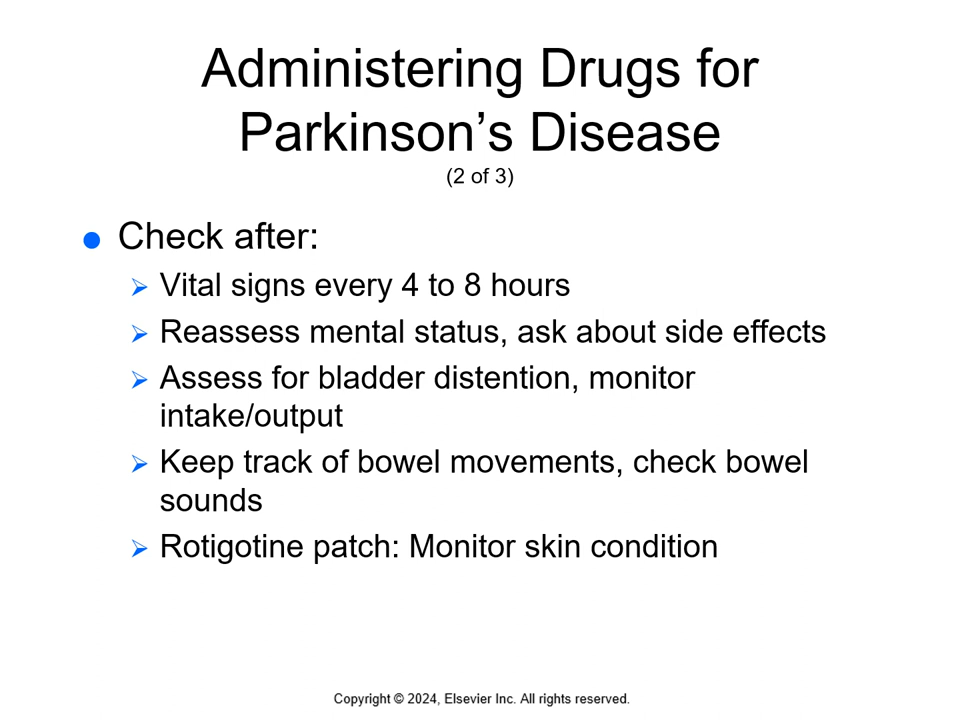 Administering Drugs for
Parkinson’s Disease
(2 of 3)
Check after:
Vital signs every 4 to 8 hours
Reassess mental status, ask about side effects
Assess for bladder distention, monitor
intake/output
Keep track of bowel movements, check bowel
sounds
Rotigotine patch: Monitor skin condition
Copyright © 2024, Elsevier Inc. All rights reserved.